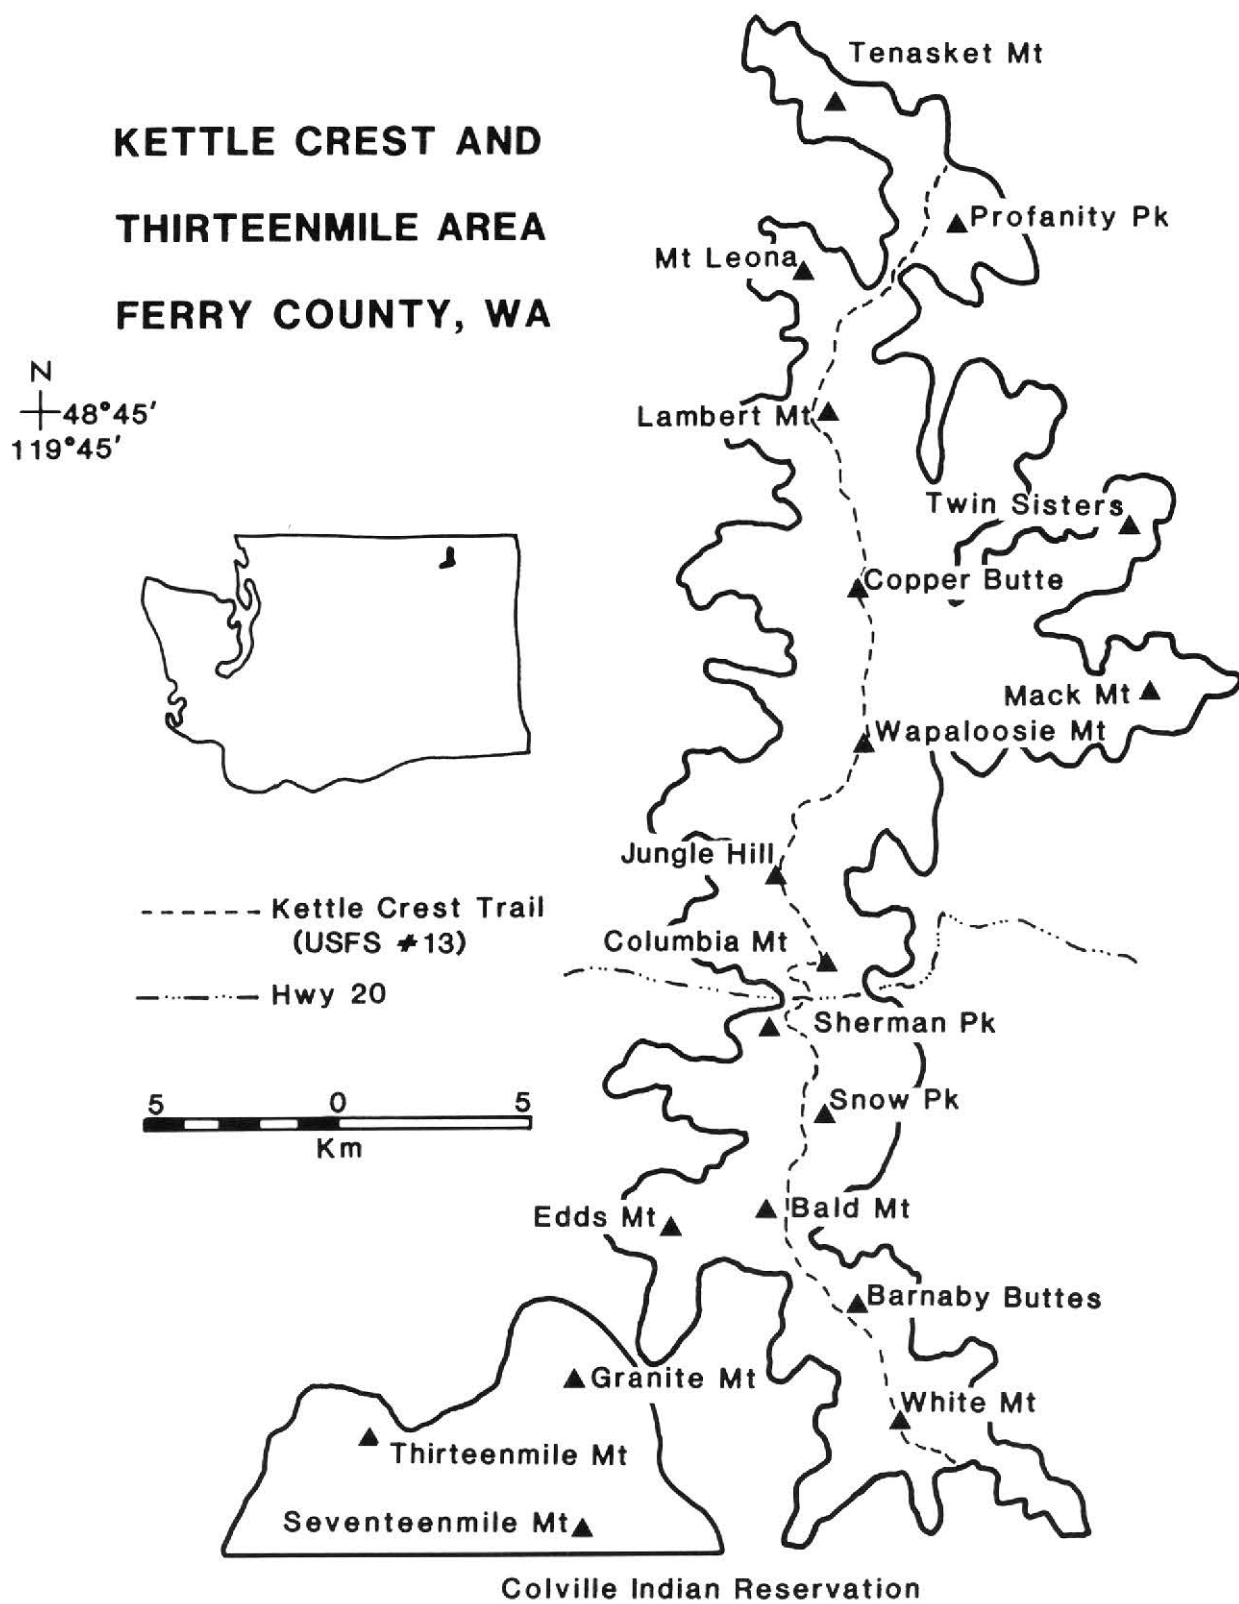 Tenasket Mt
KETTLE CREST AND
THIRTEENMILE AREA
FERRY COUNTY, WA
Profanity Pk
Mt Leona
N
48°45'
119°45'
Lambert Mt
Twin Sisters
Copper Butte
Mack Mt
Wapaloosie Mt
Jungle Hill
Kettle Crest Trail
(USFS #13)
Columbia Mt
Hwy 20
Sherman Pk
5 0 5
Km
Snow Pk
Bald Mt
Edds Mt
Barnaby Buttes
Granite Mt
White Mt
Thirteenmile Mt
Seventeenmile Mt
Colville Indian Reservation